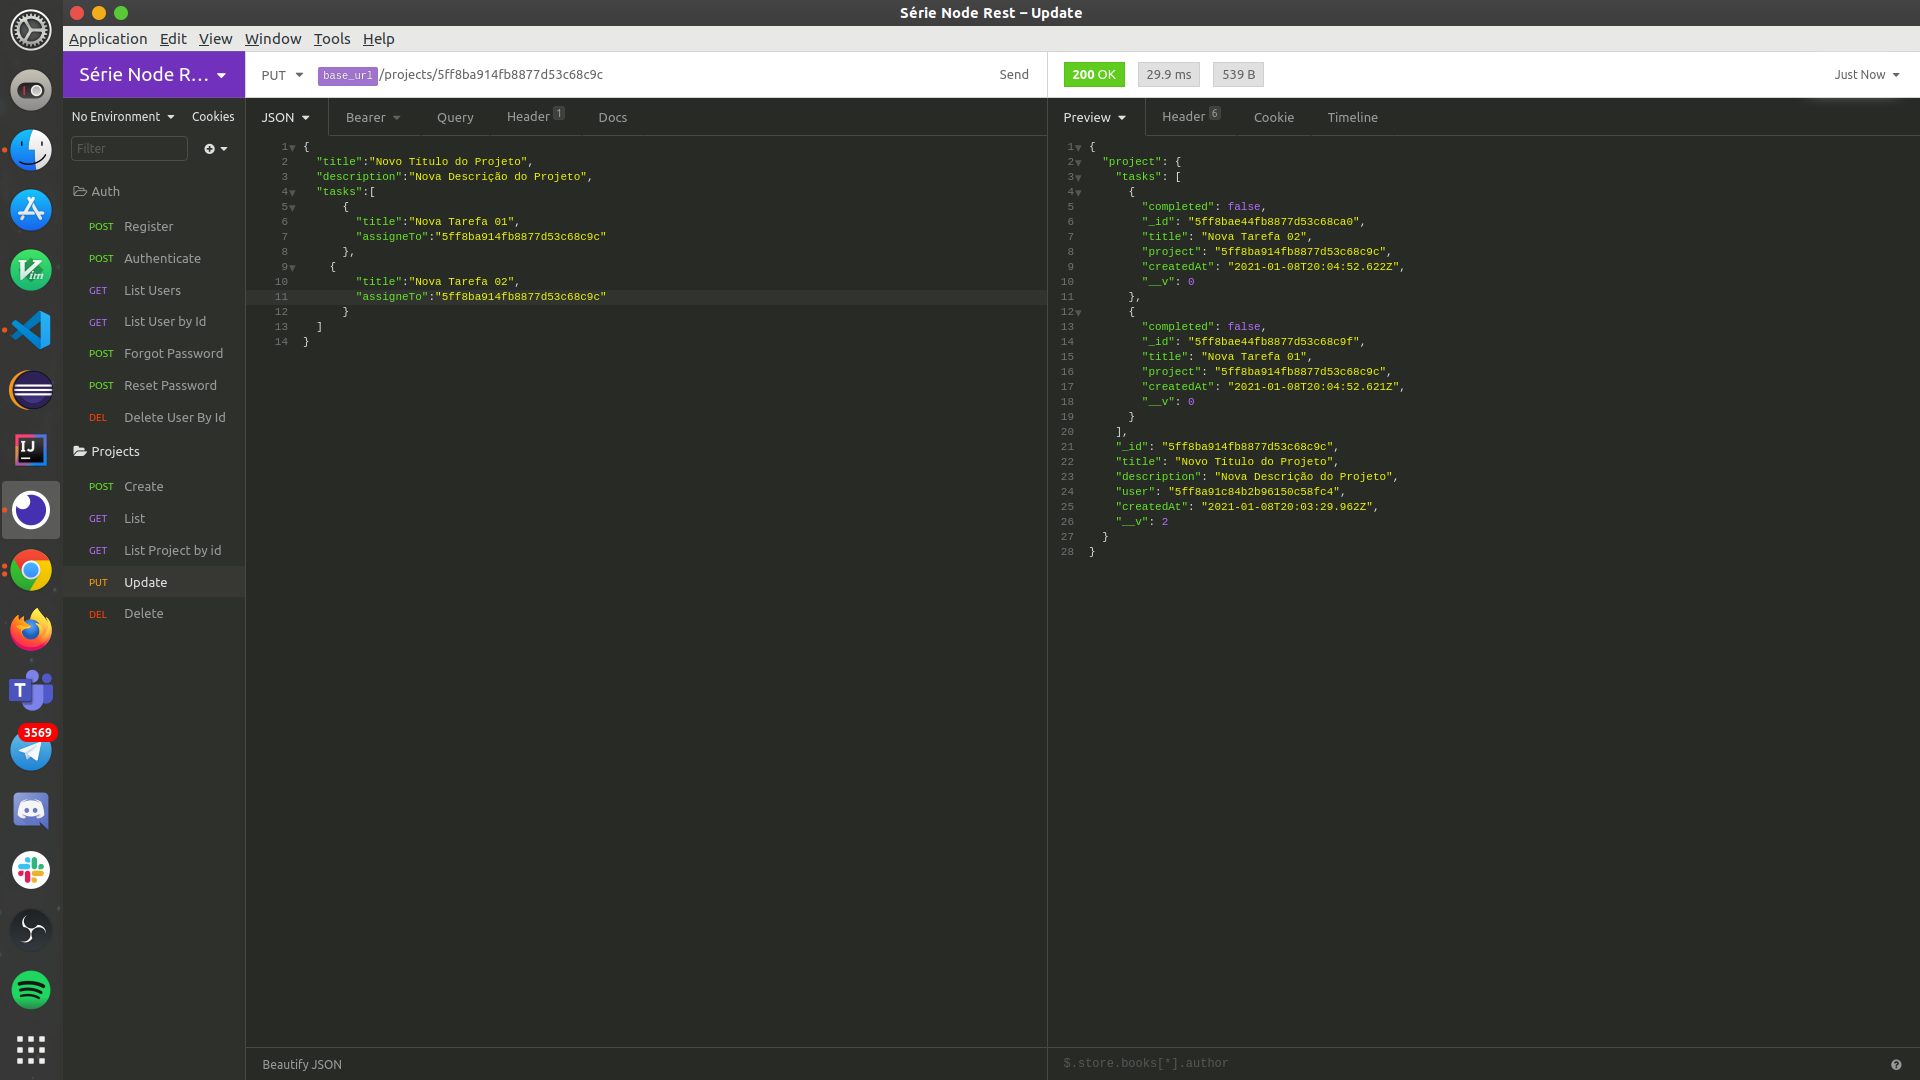 Série Node Rest – Update
Application Edit View Window Tools Help
Série Node R...
PUT base_url/projects/5ff8ba914fb8877d53c68c9c Send
200 OK 29.9 ms 539 B Just Now
No Environment Cookies
Filter
Auth
POST Register
POST Authenticate
GET List Users
GET List User by Id
POST Forgot Password
POST Reset Password
DEL Delete User By Id
Projects
POST Create
GET List
GET List Project by id
PUT Update
DEL Delete
3569
JSON Bearer Query Header 1 Docs
1 {
2 "title":"Novo Título do Projeto",
3 "description":"Nova Descrição do Projeto",
4 "tasks":[
5 {
6 "title":"Nova Tarefa 01",
7 "assigneTo":"5ff8ba914fb8877d53c68c9c"
8 },
9 {
10 "title":"Nova Tarefa 02",
11 "assigneTo":"5ff8ba914fb8877d53c68c9c"
12 }
13 ]
14 }
Beautify JSON
Preview Header 6 Cookie Timeline
1 {
2 "project": {
3 "tasks": [
4 {
5 "completed": false,
6 "_id": "5ff8bae44fb8877d53c68ca0",
7 "title": "Nova Tarefa 02",
8 "project": "5ff8ba914fb8877d53c68c9c",
9 "createdAt": "2021-01-08T20:04:52.622Z",
10 "__v": 0
11 },
12 {
13 "completed": false,
14 "_id": "5ff8bae44fb8877d53c68c9f",
15 "title": "Nova Tarefa 01",
16 "project": "5ff8ba914fb8877d53c68c9c",
17 "createdAt": "2021-01-08T20:04:52.621Z",
18 "__v": 0
19 }
20 ],
21 "_id": "5ff8ba914fb8877d53c68c9c",
22 "title": "Novo Título do Projeto",
23 "description": "Nova Descrição do Projeto",
24 "user": "5ff8a91c84b2b96150c58fc4",
25 "createdAt": "2021-01-08T20:03:29.962Z",
26 "__v": 2
27 }
28 }
$.store.books[*].author
Vim
IJ
T